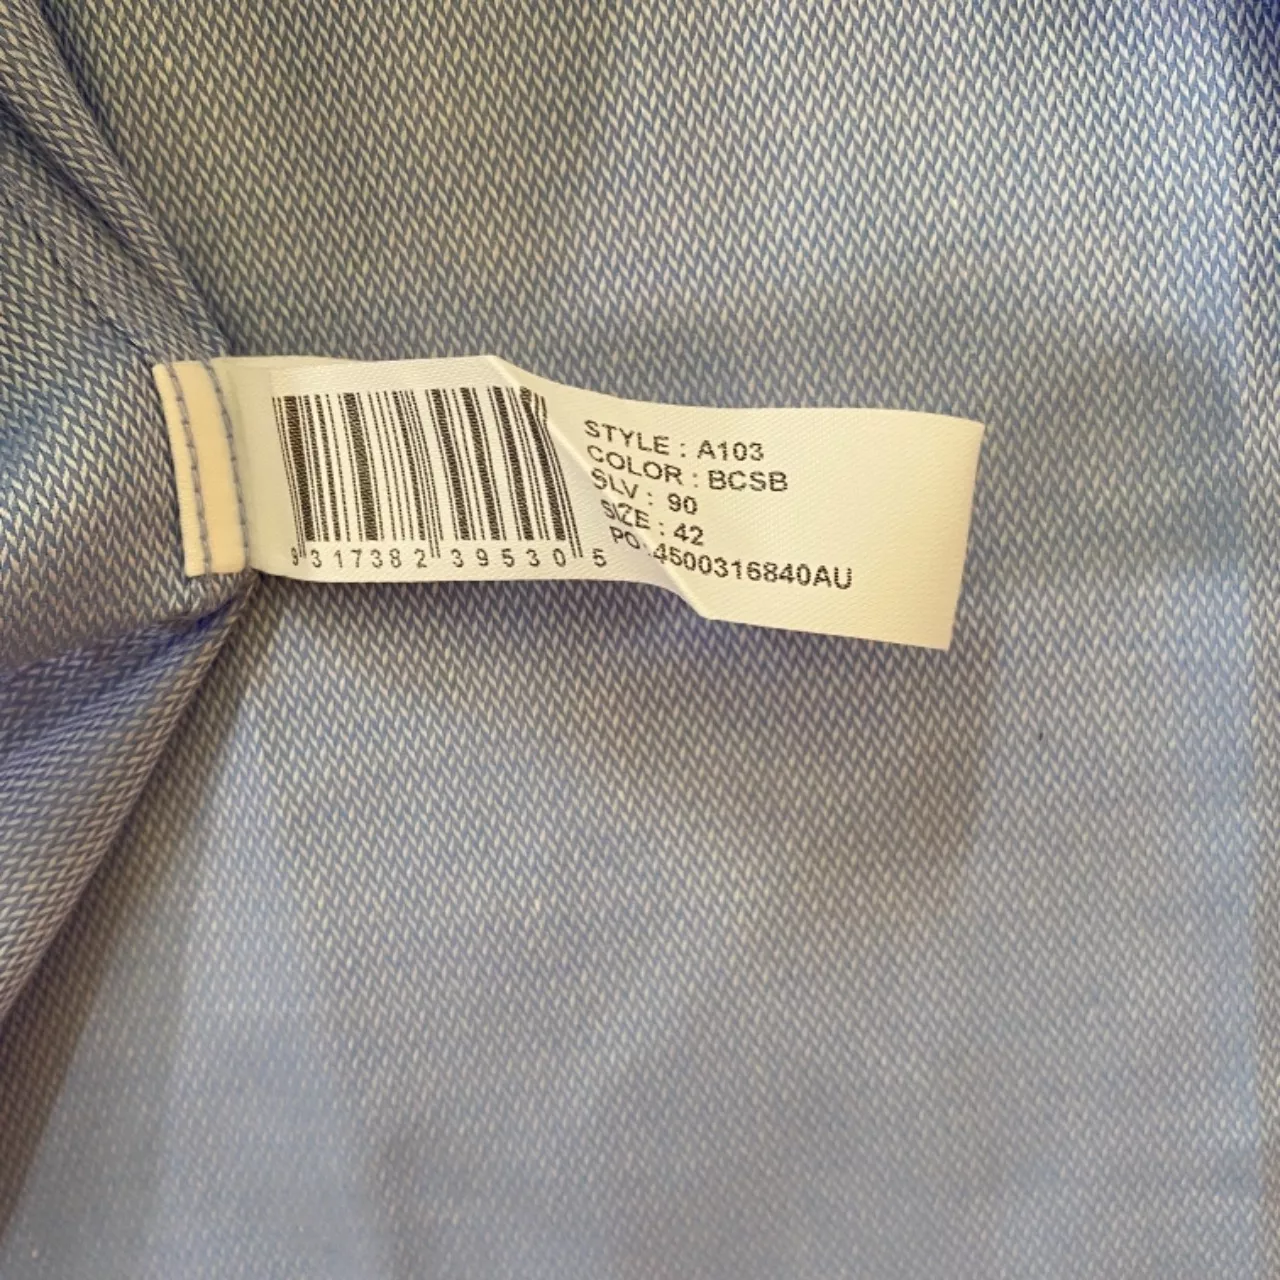 STYLE : A103
COLOR : BCSB
SLV : 90
SIZE : 42
PO : 4500316840AU
9 317382 395305